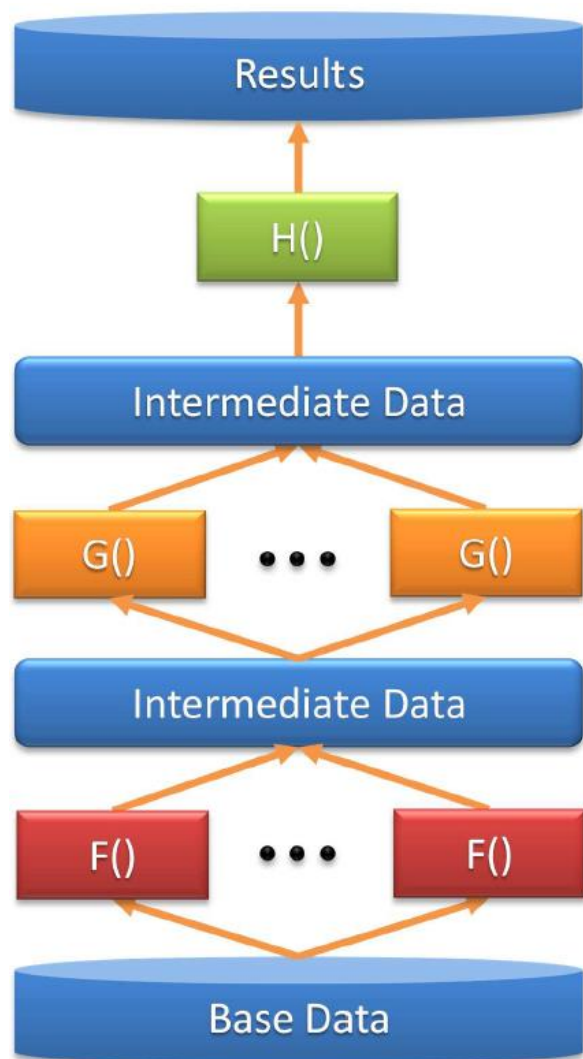 Results
H()
Intermediate Data
G() ••• G()
Intermediate Data
F() ••• F()
Base Data